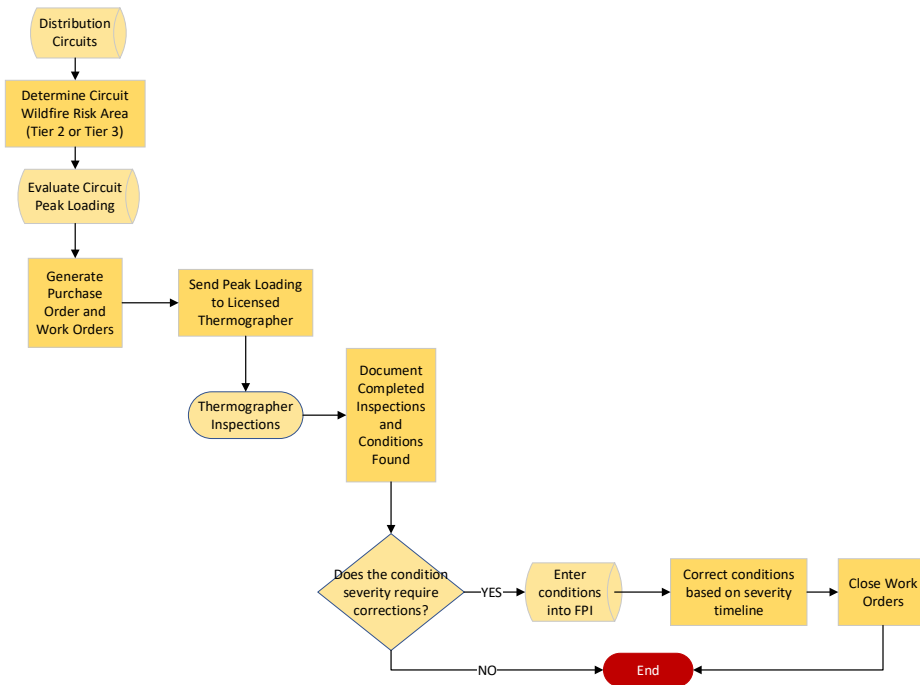 Distribution
Circuits
Determine Circuit
Wildfire Risk Area
(Tier 2 or Tier 3)
Evaluate Circuit
Peak Loading
Generate
Purchase
Order and
Work Orders
Send Peak Loading
to Licensed
Thermographer
Thermographer
Inspections
Document
Completed
Inspections
and
Conditions
Found
Does the condition
severity require
corrections?
YES
Enter
conditions
into FPI
Correct conditions
based on severity
timeline
Close Work
Orders
NO
End